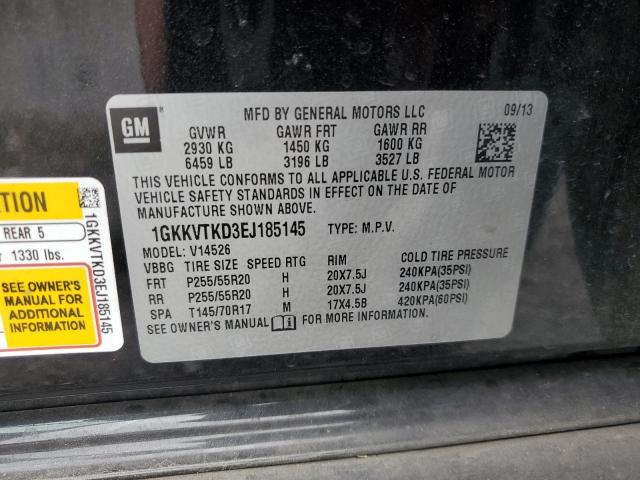 GM
MFD BY GENERAL MOTORS LLC 09/13
GVWR GAWR FRT GAWR RR
2930 KG 1450 KG 1600 KG
6459 LB 3196 LB 3527 LB
THIS VEHICLE CONFORMS TO ALL APPLICABLE U.S. FEDERAL MOTOR
VEHICLE SAFETY STANDARDS IN EFFECT ON THE DATE OF
MANUFACTURE SHOWN ABOVE.
1GKKVTKD3EJ185145 TYPE: M.P.V.
MODEL: V14526
VBBG TIRE SIZE SPEED RTG RIM COLD TIRE PRESSURE
FRT P255/55R20 H 20X7.5J 240KPA(35PSI)
RR P255/55R20 H 20X7.5J 240KPA(35PSI)
SPA T145/70R17 M 17X4.5B 420KPA(60PSI)
SEE OWNER'S MANUAL FOR MORE INFORMATION.
REAR 5
1330 lbs.
SEE OWNER'S
MANUAL FOR
ADDITIONAL
INFORMATION
1GKKVTKD3EJ185145